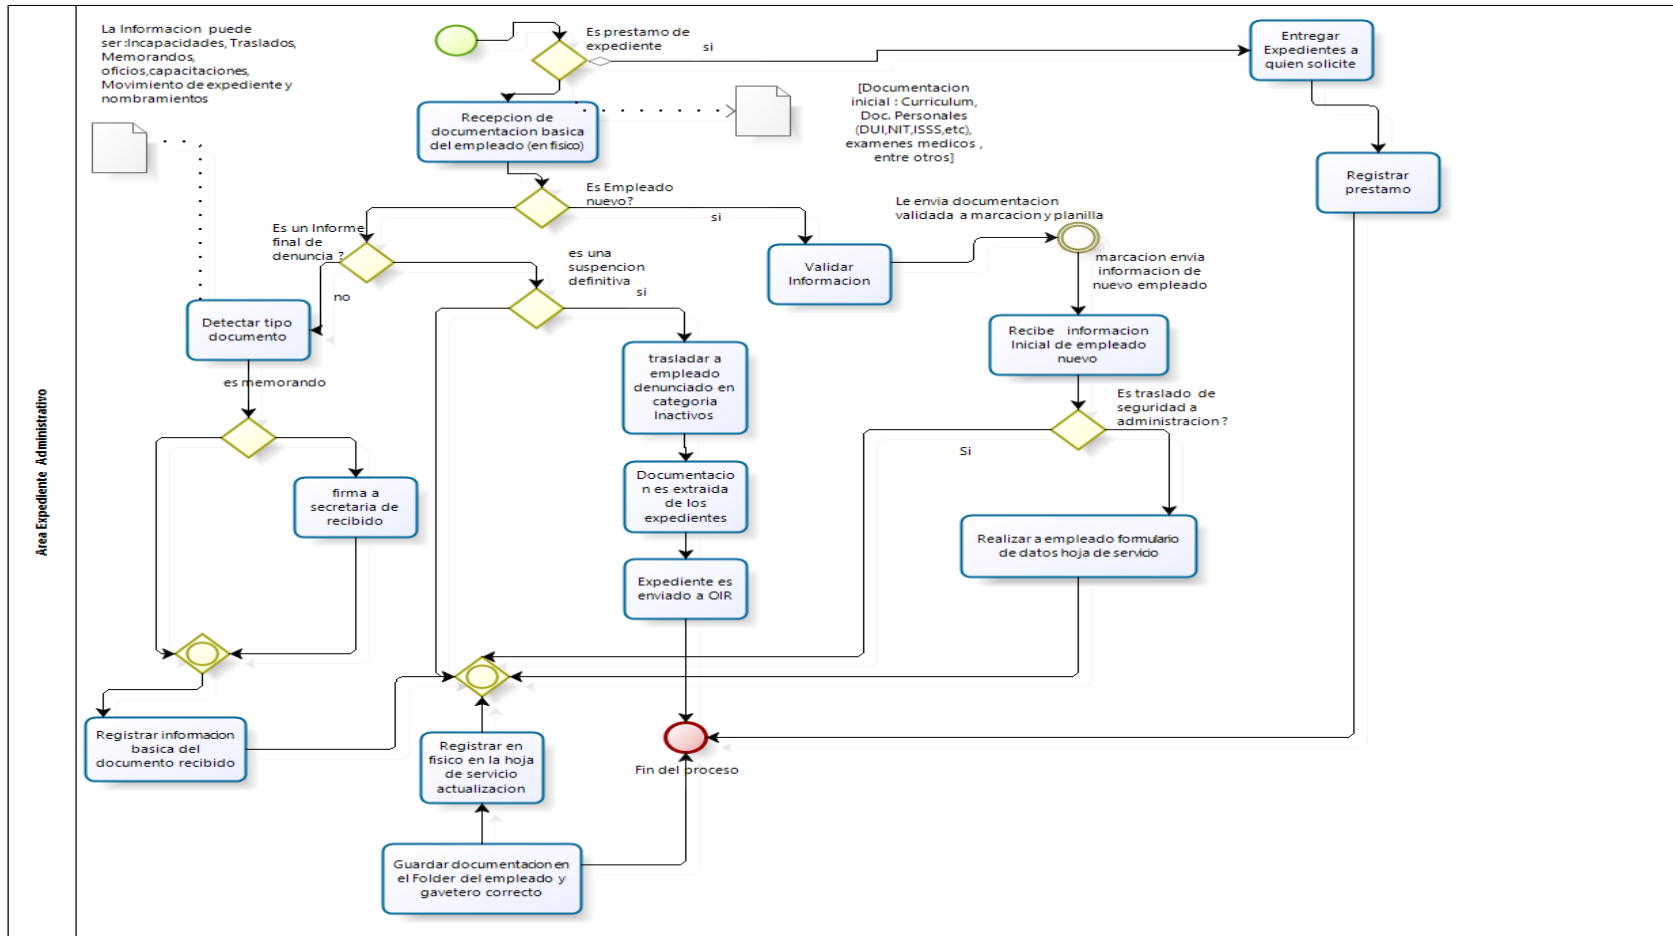 Area Expediente Administrativo
La Informacion puede
ser :Incapacidades, Traslados,
Memorandos,
oficios,capacitaciones,
Movimiento de expediente y
nombramientos
Es prestamo de
expediente
si
Entregar
Expedientes a
quien solicite
Recepcion de
documentacion basica
del empleado (en fisico)
[Documentacion
inicial : Curriculum,
Doc. Personales
(DUI,NIT,ISSS,etc),
examenes medicos ,
entre otros]
Registrar
prestamo
Es Empleado
nuevo?
si
Le envia documentacion
validada a marcacion y planilla
Es un Informe
final de
denuncia ?
no
es una
suspencion
definitiva
si
Validar
Informacion
marcacion envia
informacion de
nuevo empleado
Detectar tipo
documento
Recibe informacion
Inicial de empleado
nuevo
trasladar a
empleado
denunciado en
categoria
Inactivos
es memorando
Es traslado de
seguridad a
administracion ?
Si
firma a
secretaria de
recibido
Documentacio
n es extraida
de los
expedientes
Realizar a empleado formulario
de datos hoja de servicio
Expediente es
enviado a OIR
Registrar informacion
basica del
documento recibido
Registrar en
fisico en la hoja
de servicio
actualizacion
Fin del proceso
Guardar documentacion en
el Folder del empleado y
gavetero correcto